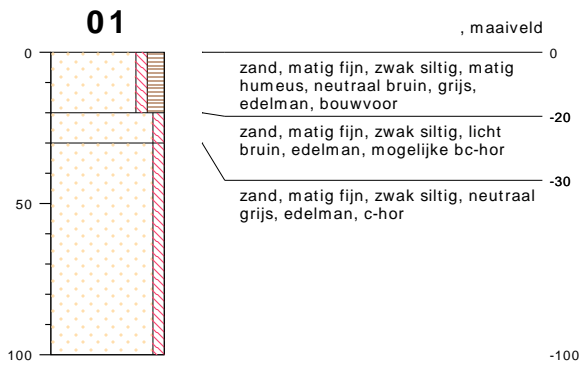 01
, maaiveld
0
0
zand, matig fijn, zwak siltig, matig
humeus, neutraal bruin, grijs,
edelman, bouwvoor
-20
zand, matig fijn, zwak siltig, licht
bruin, edelman, mogelijke bc-hor
-30
zand, matig fijn, zwak siltig, neutraal
grijs, edelman, c-hor
50
100
-100